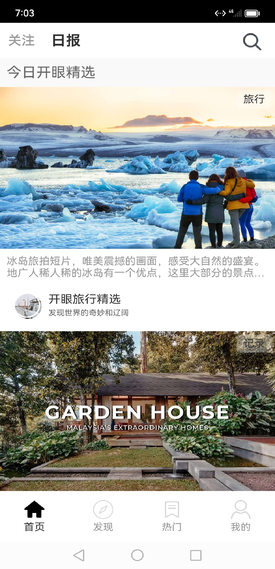 7:03
关注 日报
今日开眼精选
旅行
冰岛旅拍短片，唯美震撼的画面，感受大自然的盛宴。
地广人稀人稀的冰岛有一个优点，这里大部分的景点...
开眼旅行精选
发现世界的奇妙和辽阔
GARDEN HOUSE
MALAYSIA'S EXTRAORDINARY HOMES
首页 发现 热门 我的